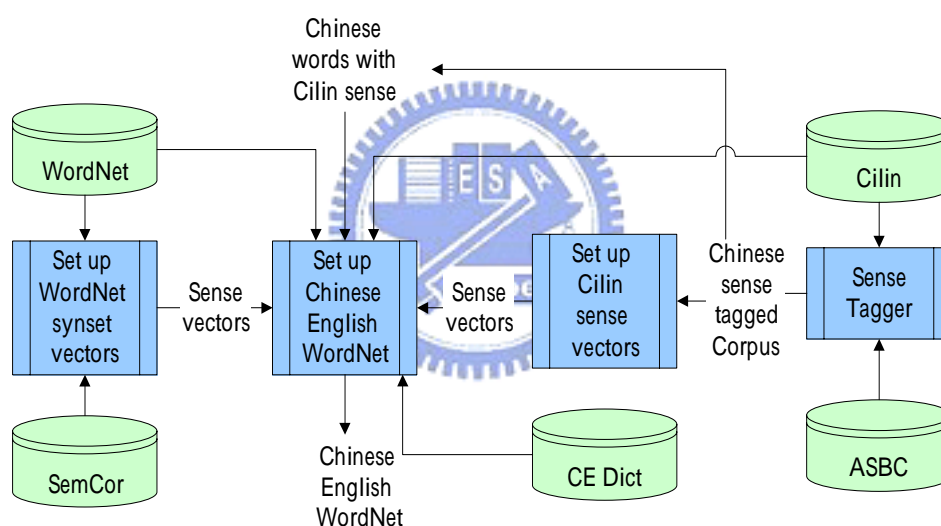 Chinese
words with
Cilin sense
WordNet
Cilin
Set up
WordNet
synset
vectors
Sense
vectors
Set up
Chinese
English
WordNet
Sense
vectors
Set up
Cilin
sense
vectors
Chinese
sense
tagged
Corpus
Sense
Tagger
SemCor
Chinese
English
WordNet
CE Dict
ASBC
ESA